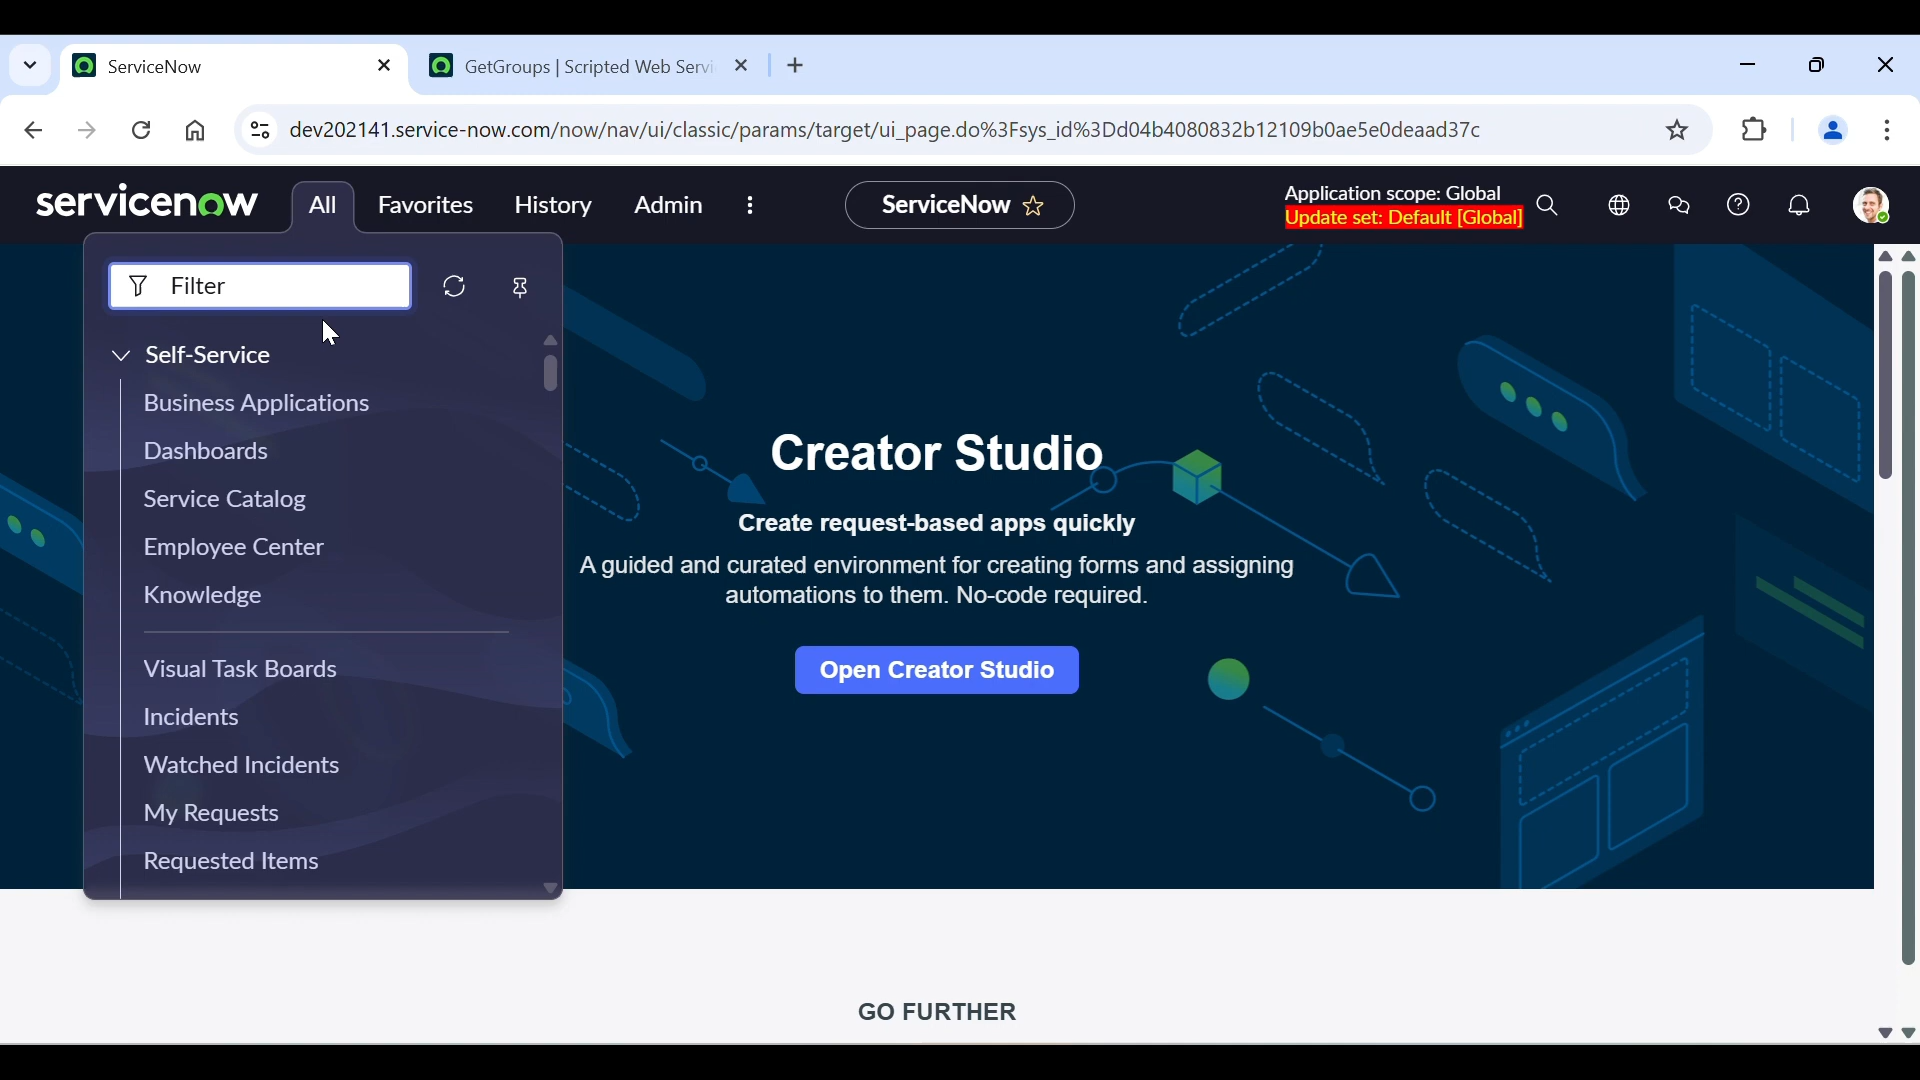 ServiceNow
GetGroups | Scripted Web Servi
dev202141.service-now.com/now/nav/ui/classic/params/target/ui_page.do%3Fsys_id%3Dd04b4080832b12109b0ae5e0deaad37c
servicenow
All
Favorites
History
Admin
ServiceNow
Application scope: Global
Update set: Default [Global]
Filter
Self-Service
Business Applications
Dashboards
Service Catalog
Employee Center
Knowledge
Visual Task Boards
Incidents
Watched Incidents
My Requests
Requested Items
Creator Studio
Create request-based apps quickly
A guided and curated environment for creating forms and assigning
automations to them. No-code required.
Open Creator Studio
GO FURTHER